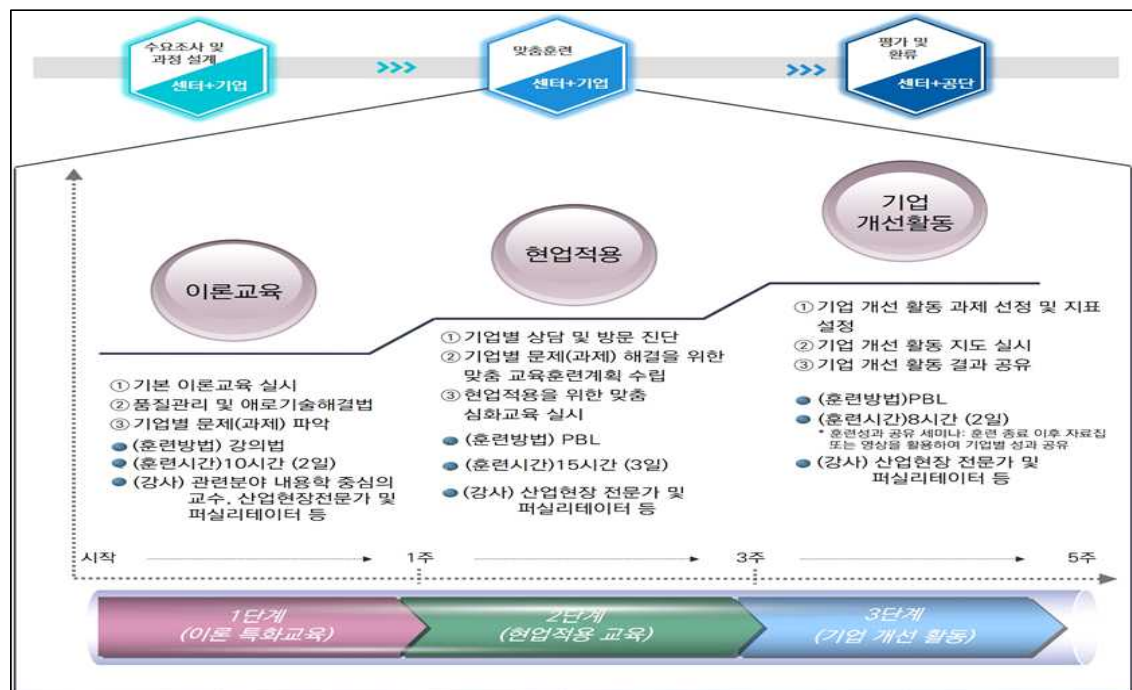 수요조사 및
과정 설계
센터+기업
>>>
맞춤훈련
센터+기업
>>>
평가 및
환류
센터+공단
이론교육
① 기본 이론교육 실시
② 품질관리 및 애로기술해결법
③ 기업별 문제(과제) 파악
(훈련방법) 강의법
(훈련시간)10시간 (2일)
(강사) 관련분야 내용학 중심의
교수, 산업현장전문가 및
퍼실리테이터 등
현업적용
① 기업별 상담 및 방문 진단
② 기업별 문제(과제) 해결을 위한
맞춤 교육훈련계획 수립
③ 현업적용을 위한 맞춤
심화교육 실시
(훈련방법) PBL
(훈련시간)15시간 (3일)
(강사) 산업현장 전문가 및
퍼실리테이터 등
기업
개선활동
① 기업 개선 활동 과제 선정 및 지표
설정
② 기업 개선 활동 지도 실시
③ 기업 개선 활동 결과 공유
(훈련방법)PBL
(훈련시간)8시간 (2일)
* 훈련성과 공유 세미나: 훈련 종료 이후 자료집
또는 영상을 활용하여 기업별 성과 공유
(강사) 산업현장 전문가 및
퍼실리테이터 등
시작
1주
3주
5주
1단계
(이론 특화교육)
2단계
(현업적용 교육)
3단계
(기업 개선 활동)